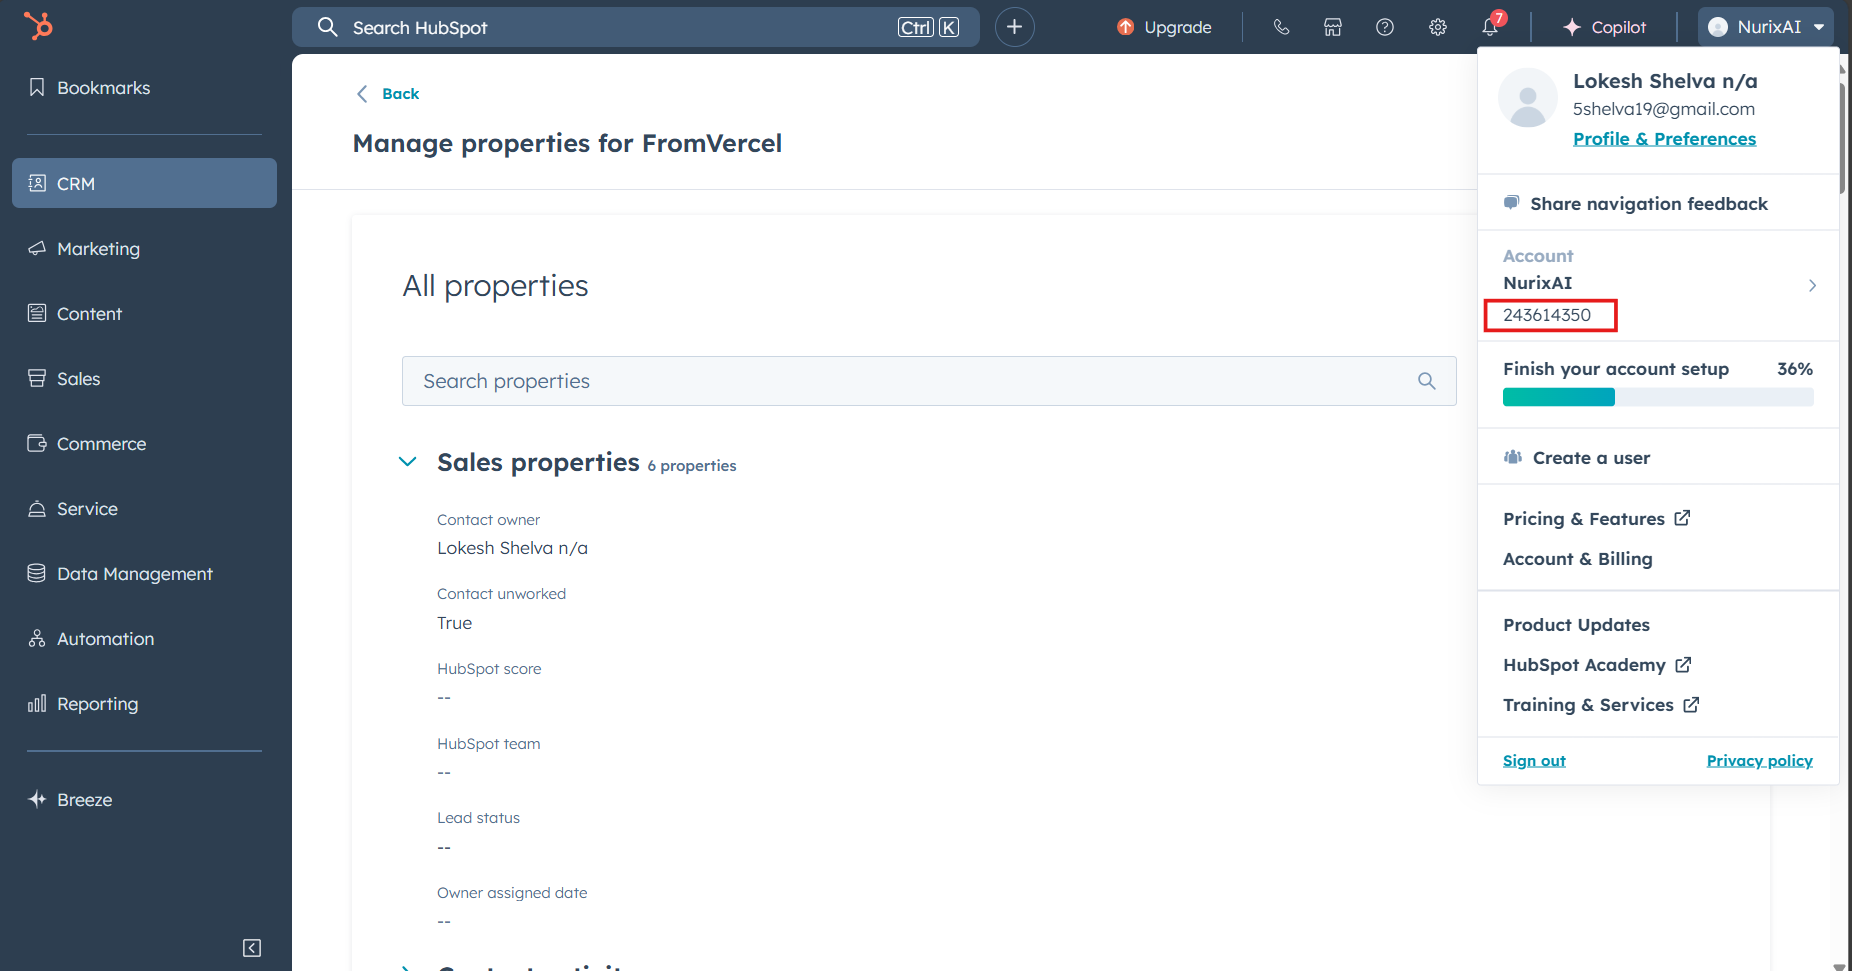 Search HubSpot
Ctrl K
Upgrade
7
Copilot
NurixAI
Bookmarks
CRM
Marketing
Content
Sales
Commerce
Service
Data Management
Automation
Reporting
Breeze
Back
Manage properties for FromVercel
All properties
Search properties
Sales properties 6 properties
Contact owner
Lokesh Shelva n/a
Contact unworked
True
HubSpot score
--
HubSpot team
--
Lead status
--
Owner assigned date
--
Lokesh Shelva n/a
5shelva19@gmail.com
Profile & Preferences
Share navigation feedback
Account
NurixAI
243614350
Finish your account setup 36%
Create a user
Pricing & Features
Account & Billing
Product Updates
HubSpot Academy
Training & Services
Sign out
Privacy policy